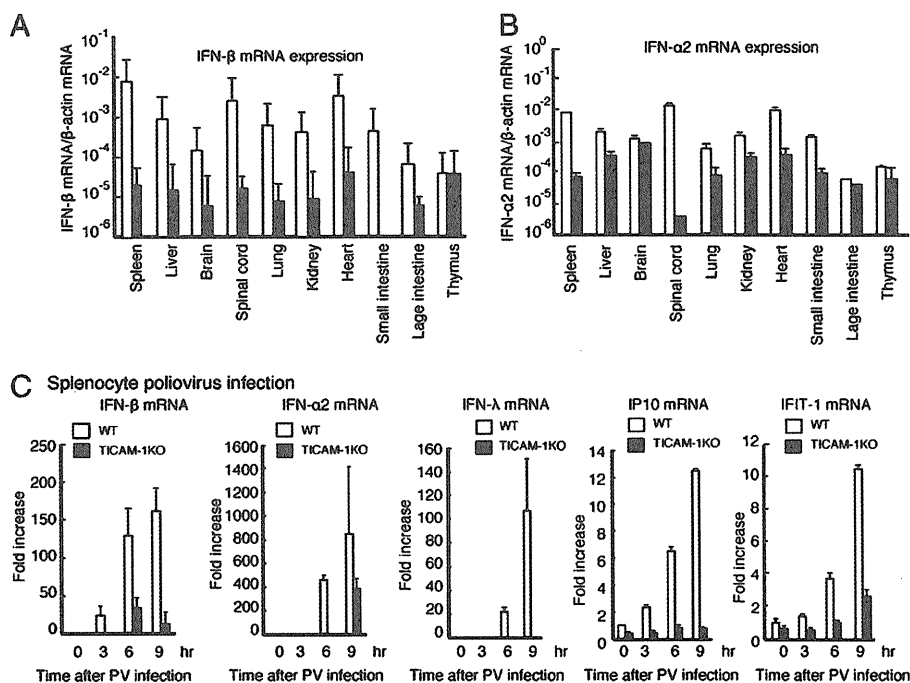 A
IFN-β mRNA expression
IFN-β mRNA/β-actin mRNA
10-1
10-2
10-3
10-4
10-5
10-6
Spleen
Liver
Brain
Spinal cord
Lung
Kidney
Heart
Small intestine
Lage intestine
Thymus
B
IFN-α2 mRNA expression
IFN-α2 mRNA/β-actin mRNA
100
10-1
10-2
10-3
10-4
10-5
10-6
Spleen
Liver
Brain
Spinal cord
Lung
Kidney
Heart
Small intestine
Lage intestine
Thymus
C Splenocyte poliovirus infection
IFN-β mRNA
WT
TICAM-1KO
Fold increase
250
200
150
100
50
0
0 3 6 9 hr
Time after PV infection
IFN-α2 mRNA
WT
TICAM-1KO
Fold increase
1600
1400
1200
1000
800
600
400
200
0
0 3 6 9 hr
Time after PV infection
IFN-λ mRNA
WT
TICAM-1KO
Fold increase
160
140
120
100
80
60
40
20
0
0 3 6 9 hr
Time after PV infection
IP10 mRNA
WT
TICAM-1KO
Fold increase
14
12
10
8
6
4
2
0
0 3 6 9 hr
Time after PV infection
IFIT-1 mRNA
WT
TICAM-1KO
Fold increase
12
10
8
6
4
2
0
0 3 6 9 hr
Time after PV infection